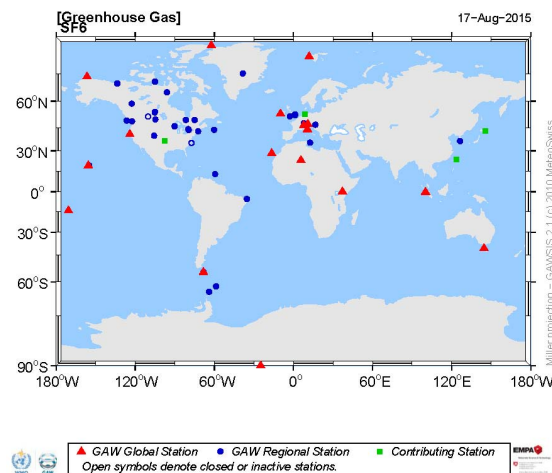 [Greenhouse Gas]
17-Aug-2015
SF6
60°N
30°N
0°
30°S
60°S
90°S
180°W 120°W 60°W 0° 60°E 120°E 180°W
Miller projection - GAWSIS 2.1 (c) 2010 MeteoSwiss
GAW Global Station GAW Regional Station Contributing Station
Open symbols denote closed or inactive stations.
EMPA